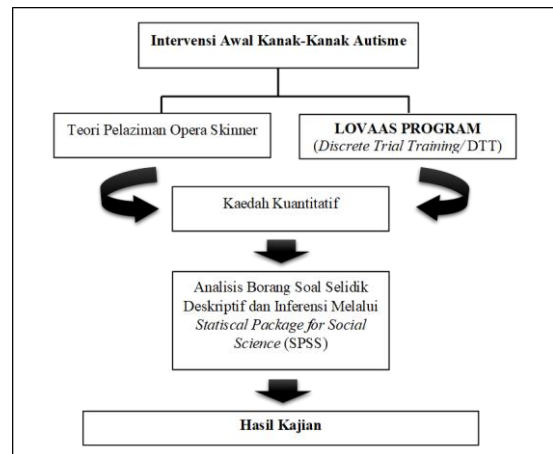 Intervensi Awal Kanak-Kanak Autisme
Teori Pelaziman Opera Skinner
LOVAAS PROGRAM
(Discrete Trial Training/ DTT)
Kaedah Kuantitatif
Analisis Borang Soal Selidik
Deskriptif dan Inferensi Melalui
Statiscal Package for Social
Science (SPSS)
Hasil Kajian